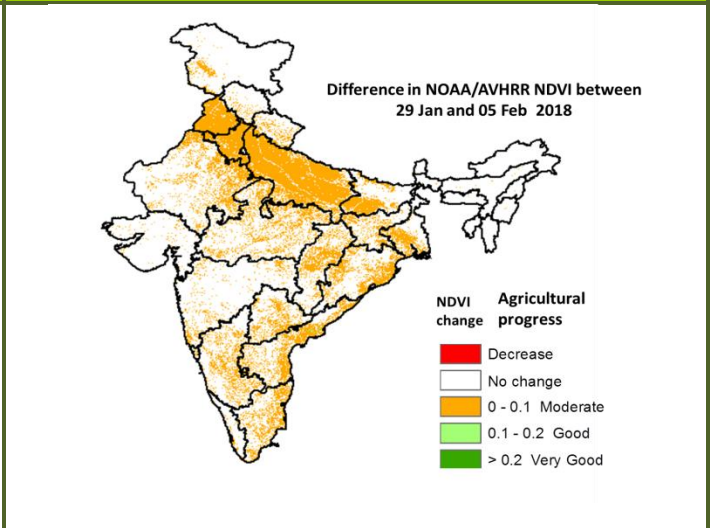 Difference in NOAA/AVHRR NDVI between
29 Jan and 05 Feb 2018
NDVI change
Agricultural progress
Decrease
No change
0 - 0.1 Moderate
0.1 - 0.2 Good
> 0.2 Very Good